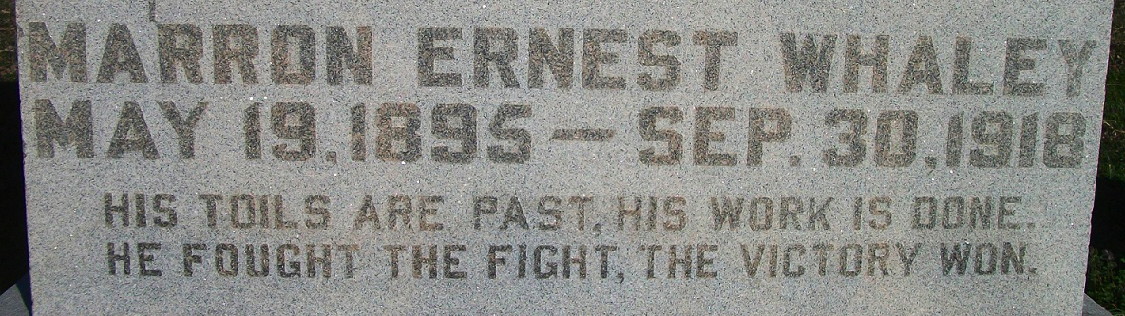 MARRON ERNEST WHALEY
MAY 19, 1895 — SEP. 30, 1918
HIS TOILS ARE PAST, HIS WORK IS DONE.
HE FOUGHT THE FIGHT, THE VICTORY WON.